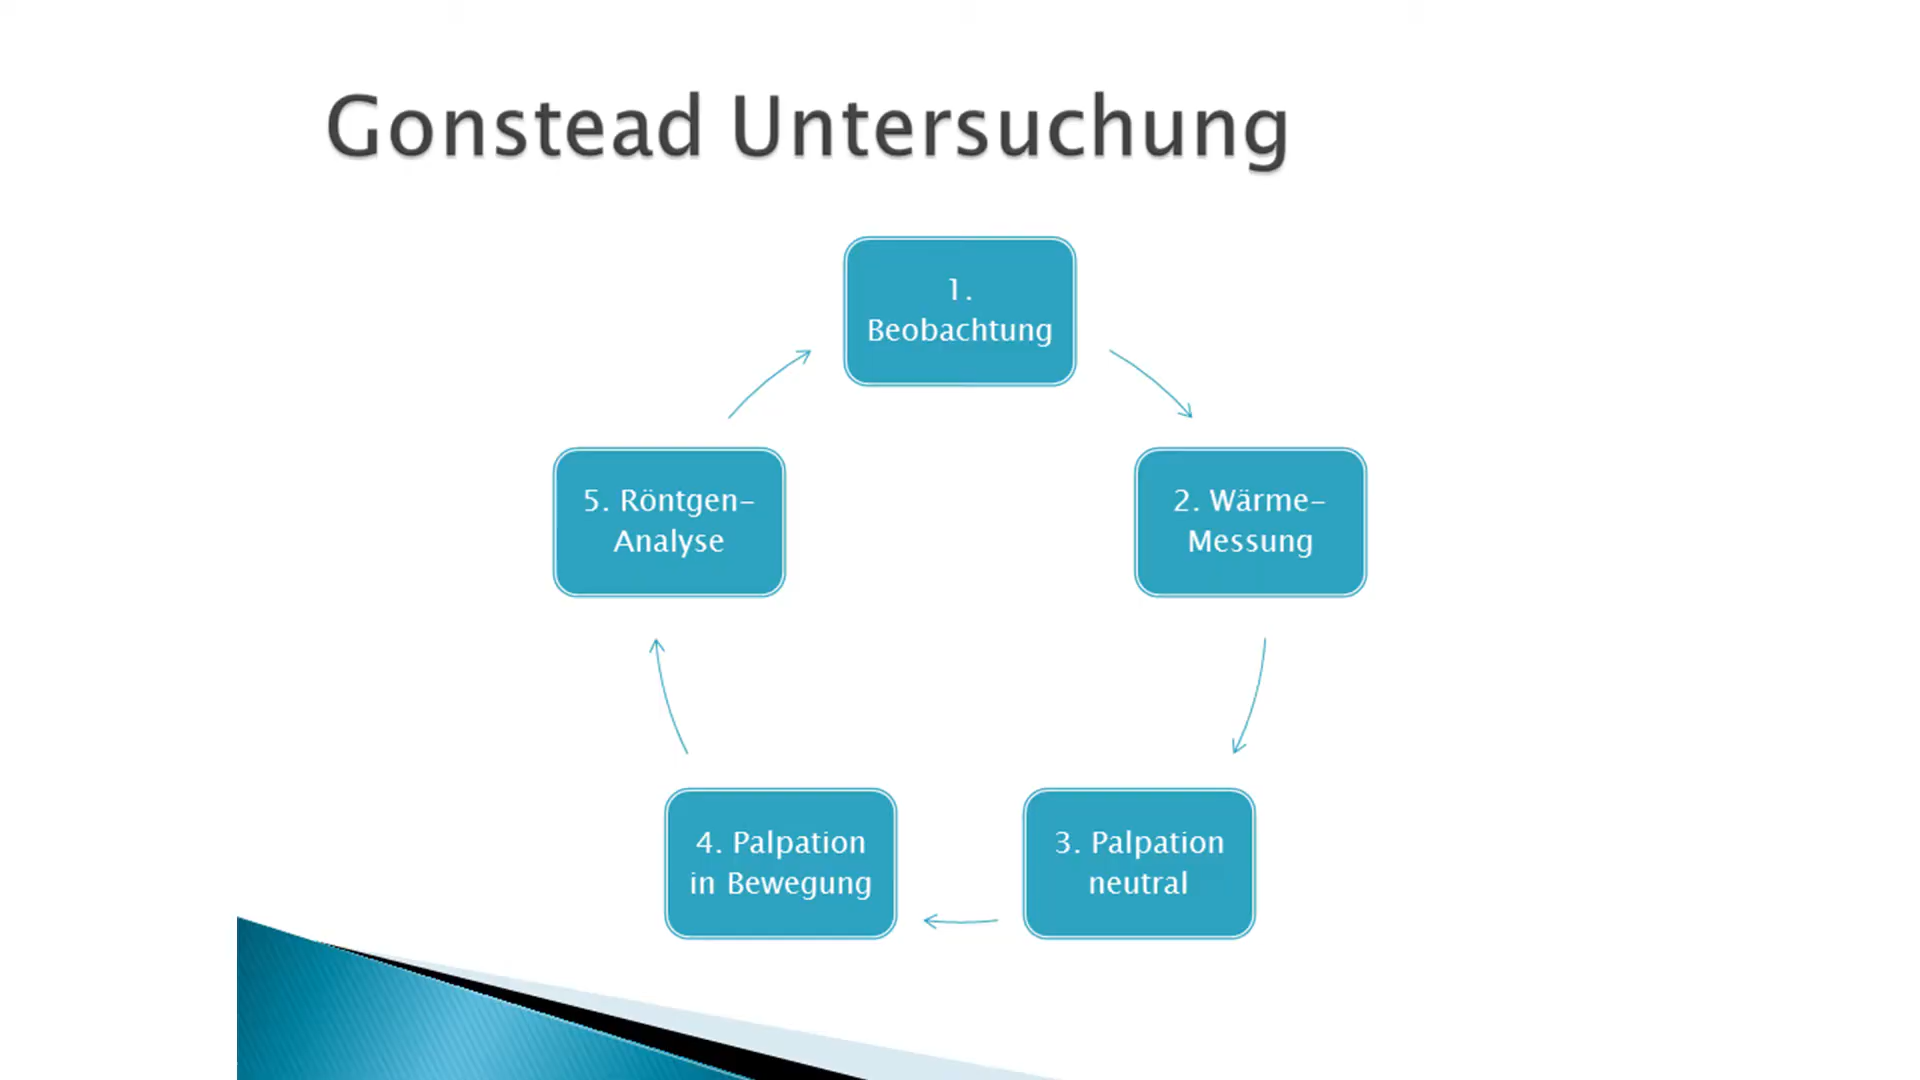 Gonstead Untersuchung
1.
Beobachtung
2. Wärme-
Messung
3. Palpation
neutral
4. Palpation
in Bewegung
5. Röntgen-
Analyse